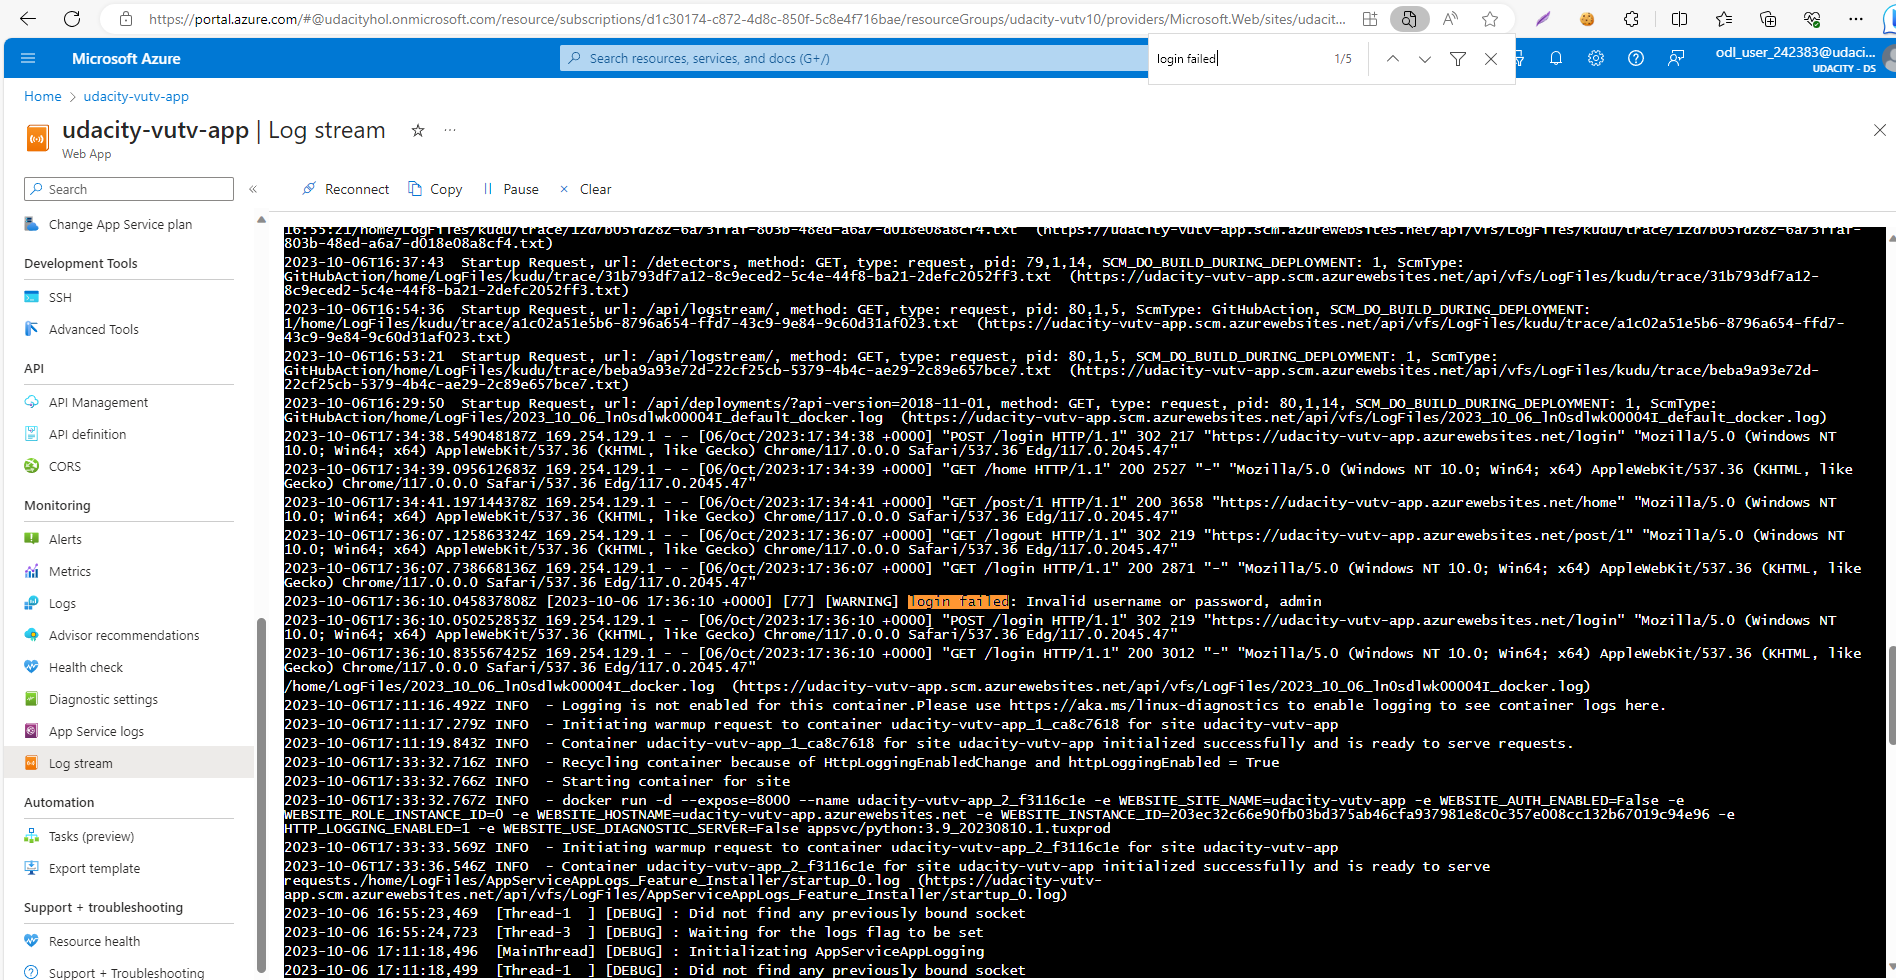 https://portal.azure.com/#@udacityhol.onmicrosoft.com/resource/subscriptions/d1c30174-c872-4d8c-850f-5c8e4f716bae/resourceGroups/udacity-vutv10/providers/Microsoft.Web/sites/udacit...
login failed 1/5
Microsoft Azure
Search resources, services, and docs (G+/)
odl_user_242383@udaci...
UDACITY - DS
Home > udacity-vutv-app
udacity-vutv-app | Log stream
Web App
Search
Reconnect Copy Pause Clear
Change App Service plan
Development Tools
SSH
Advanced Tools
API
API Management
API definition
CORS
Monitoring
Alerts
Metrics
Logs
Advisor recommendations
Health check
Diagnostic settings
App Service logs
Log stream
Automation
Tasks (preview)
Export template
Support + troubleshooting
Resource health
Support + Troubleshooting
803b-48ed-a6a7-d018e08a8cf4.txt)
2023-10-06T16:37:43 Startup Request, url: /detectors, method: GET, type: request, pid: 79,1,14, SCM_DO_BUILD_DURING_DEPLOYMENT: 1, ScmType:
GitHubAction/home/LogFiles/kudu/trace/31b793df7a12-8c9eced2-5c4e-44f8-ba21-2defc2052ff3.txt (https://udacity-vutv-app.scm.azurewebsites.net/api/vfs/LogFiles/kudu/trace/31b793df7a12-
8c9eced2-5c4e-44f8-ba21-2defc2052ff3.txt)
2023-10-06T16:54:36 Startup Request, url: /api/logstream/, method: GET, type: request, pid: 80,1,5, ScmType: GitHubAction, SCM_DO_BUILD_DURING_DEPLOYMENT:
1/home/LogFiles/kudu/trace/a1c02a51e5b6-8796a654-ffd7-43c9-9e84-9c60d31af023.txt (https://udacity-vutv-app.scm.azurewebsites.net/api/vfs/LogFiles/kudu/trace/a1c02a51e5b6-8796a654-ffd7-
43c9-9e84-9c60d31af023.txt)
2023-10-06T16:53:21 Startup Request, url: /api/logstream/, method: GET, type: request, pid: 80,1,5, SCM_DO_BUILD_DURING_DEPLOYMENT: 1, ScmType:
GitHubAction/home/LogFiles/kudu/trace/beba9a93e72d-22cf25cb-5379-4b4c-ae29-2c89e657bce7.txt (https://udacity-vutv-app.scm.azurewebsites.net/api/vfs/LogFiles/kudu/trace/beba9a93e72d-
22cf25cb-5379-4b4c-ae29-2c89e657bce7.txt)
2023-10-06T16:29:50 Startup Request, url: /api/deployments/?api-version=2018-11-01, method: GET, type: request, pid: 80,1,14, SCM_DO_BUILD_DURING_DEPLOYMENT: 1, ScmType:
GitHubAction/home/LogFiles/2023_10_06_ln0sdlwk00004I_default_docker.log (https://udacity-vutv-app.scm.azurewebsites.net/api/vfs/LogFiles/2023_10_06_ln0sdlwk00004I_default_docker.log)
2023-10-06T17:34:38.549048187Z 169.254.129.1 - - [06/Oct/2023:17:34:38 +0000] "POST /login HTTP/1.1" 302 217 "https://udacity-vutv-app.azurewebsites.net/login" "Mozilla/5.0 (Windows NT
10.0; Win64; x64) AppleWebKit/537.36 (KHTML, like Gecko) Chrome/117.0.0.0 Safari/537.36 Edg/117.0.2045.47"
2023-10-06T17:34:39.095612683Z 169.254.129.1 - - [06/Oct/2023:17:34:39 +0000] "GET /home HTTP/1.1" 200 2527 "-" "Mozilla/5.0 (Windows NT 10.0; Win64; x64) AppleWebKit/537.36 (KHTML, like
Gecko) Chrome/117.0.0.0 Safari/537.36 Edg/117.0.2045.47"
2023-10-06T17:34:41.197144378Z 169.254.129.1 - - [06/Oct/2023:17:34:41 +0000] "GET /post/1 HTTP/1.1" 200 3658 "https://udacity-vutv-app.azurewebsites.net/home" "Mozilla/5.0 (Windows NT
10.0; Win64; x64) AppleWebKit/537.36 (KHTML, like Gecko) Chrome/117.0.0.0 Safari/537.36 Edg/117.0.2045.47"
2023-10-06T17:36:07.125863324Z 169.254.129.1 - - [06/Oct/2023:17:36:07 +0000] "GET /logout HTTP/1.1" 302 219 "https://udacity-vutv-app.azurewebsites.net/post/1" "Mozilla/5.0 (Windows NT
10.0; Win64; x64) AppleWebKit/537.36 (KHTML, like Gecko) Chrome/117.0.0.0 Safari/537.36 Edg/117.0.2045.47"
2023-10-06T17:36:07.738668136Z 169.254.129.1 - - [06/Oct/2023:17:36:07 +0000] "GET /login HTTP/1.1" 200 2871 "-" "Mozilla/5.0 (Windows NT 10.0; Win64; x64) AppleWebKit/537.36 (KHTML, like
Gecko) Chrome/117.0.0.0 Safari/537.36 Edg/117.0.2045.47"
2023-10-06T17:36:10.045837808Z [2023-10-06 17:36:10 +0000] [77] [WARNING] login failed: Invalid username or password, admin
2023-10-06T17:36:10.050252853Z 169.254.129.1 - - [06/Oct/2023:17:36:10 +0000] "POST /login HTTP/1.1" 302 219 "https://udacity-vutv-app.azurewebsites.net/login" "Mozilla/5.0 (Windows NT
10.0; Win64; x64) AppleWebKit/537.36 (KHTML, like Gecko) Chrome/117.0.0.0 Safari/537.36 Edg/117.0.2045.47"
2023-10-06T17:36:10.835567425Z 169.254.129.1 - - [06/Oct/2023:17:36:10 +0000] "GET /login HTTP/1.1" 200 3012 "-" "Mozilla/5.0 (Windows NT 10.0; Win64; x64) AppleWebKit/537.36 (KHTML, like
Gecko) Chrome/117.0.0.0 Safari/537.36 Edg/117.0.2045.47"
/home/LogFiles/2023_10_06_ln0sdlwk00004I_docker.log (https://udacity-vutv-app.scm.azurewebsites.net/api/vfs/LogFiles/2023_10_06_ln0sdlwk00004I_docker.log)
2023-10-06T17:11:16.492Z INFO - Logging is not enabled for this container.Please use https://aka.ms/linux-diagnostics to enable logging to see container logs here.
2023-10-06T17:11:17.279Z INFO - Initiating warmup request to container udacity-vutv-app_1_ca8c7618 for site udacity-vutv-app
2023-10-06T17:11:19.843Z INFO - Container udacity-vutv-app_1_ca8c7618 for site udacity-vutv-app initialized successfully and is ready to serve requests.
2023-10-06T17:33:32.716Z INFO - Recycling container because of HttpLoggingEnabledChange and httpLoggingEnabled = True
2023-10-06T17:33:32.766Z INFO - Starting container for site
2023-10-06T17:33:32.767Z INFO - docker run -d --expose=8000 --name udacity-vutv-app_2_f3116c1e -e WEBSITE_SITE_NAME=udacity-vutv-app -e WEBSITE_AUTH_ENABLED=False -e
WEBSITE_ROLE_INSTANCE_ID=0 -e WEBSITE_HOSTNAME=udacity-vutv-app.azurewebsites.net -e WEBSITE_INSTANCE_ID=203ec32c66e90fb03bd375ab46cfa937981e8c0c357e008cc132b67019c94e96 -e
HTTP_LOGGING_ENABLED=1 -e WEBSITE_USE_DIAGNOSTIC_SERVER=False appsvc/python:3.9_20230810.1.tuxprod
2023-10-06T17:33:33.569Z INFO - Initiating warmup request to container udacity-vutv-app_2_f3116c1e for site udacity-vutv-app
2023-10-06T17:33:36.546Z INFO - Container udacity-vutv-app_2_f3116c1e for site udacity-vutv-app initialized successfully and is ready to serve
requests./home/LogFiles/AppServiceAppLogs_Feature_Installer/startup_0.log (https://udacity-vutv-
app.scm.azurewebsites.net/api/vfs/LogFiles/AppServiceAppLogs_Feature_Installer/startup_0.log)
2023-10-06 16:55:23,469 [Thread-1 ] [DEBUG] : Did not find any previously bound socket
2023-10-06 16:55:24,723 [Thread-3 ] [DEBUG] : Waiting for the logs flag to be set
2023-10-06 17:11:18,496 [MainThread] [DEBUG] : Initializating AppServiceAppLogging
2023-10-06 17:11:18,499 [Thread-1 ] [DEBUG] : Did not find any previously bound socket